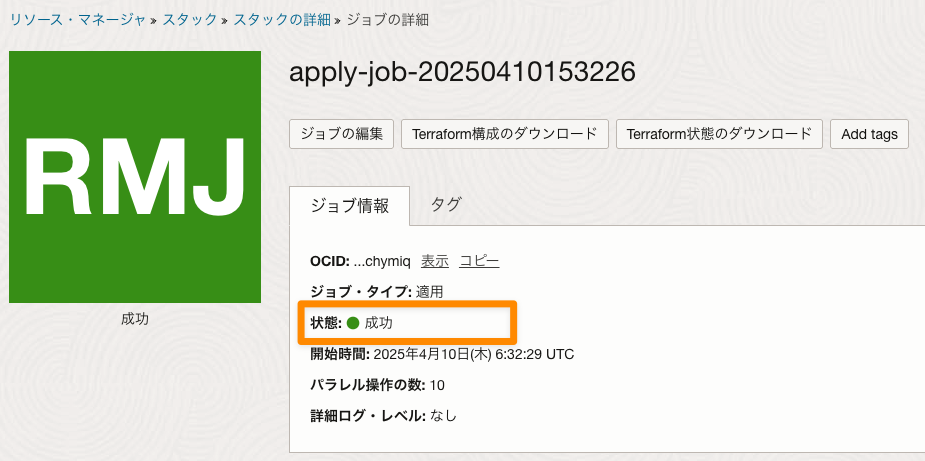 リソース・マネージャ » スタック » スタックの詳細 » ジョブの詳細
RMJ
成功
apply-job-20250410153226
ジョブの編集 Terraform構成のダウンロード Terraform状態のダウンロード Add tags
ジョブ情報 タグ
OCID: ...chymiq 表示 コピー
ジョブ・タイプ: 適用
状態: 成功
開始時間: 2025年4月10日(木) 6:32:29 UTC
パラレル操作の数: 10
詳細ログ・レベル: なし